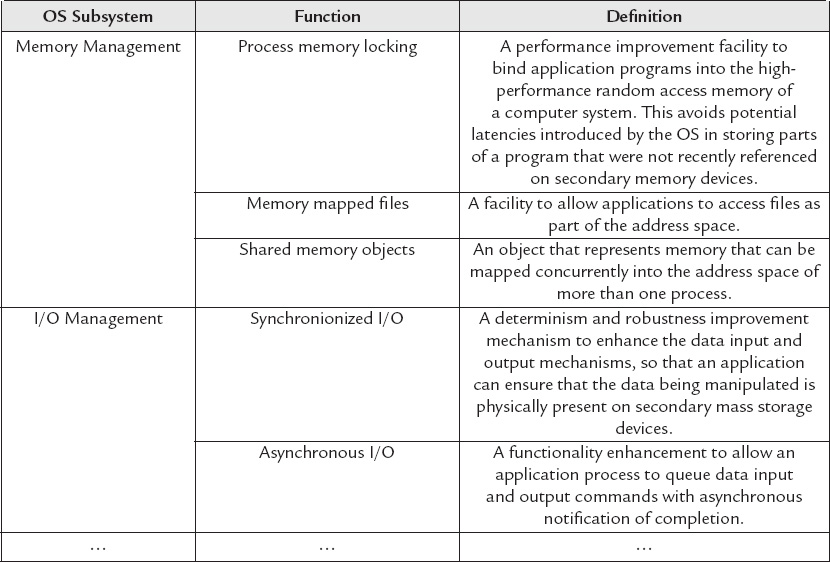 OS Subsystem Function Definition
Memory Management Process memory locking A performance improvement facility to
bind application programs into the high-
performance random access memory of
a computer system. This avoids potential
latencies introduced by the OS in storing parts
of a program that were not recently referenced
on secondary memory devices.
Memory mapped files A facility to allow applications to access files as
part of the address space.
Shared memory objects An object that represents memory that can be
mapped concurrently into the address space of
more than one process.
I/O Management Synchronionized I/O A determinism and robustness improvement
mechanism to enhance the data input and
output mechanisms, so that an application
can ensure that the data being manipulated is
physically present on secondary mass storage
devices.
Asynchronous I/O A functionality enhancement to allow an
application process to queue data input
and output commands with asynchronous
notification of completion.
... ... ...